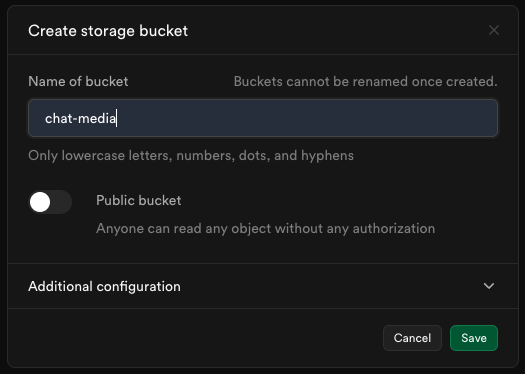 Create storage bucket
Name of bucket
Buckets cannot be renamed once created.
chat-media
Only lowercase letters, numbers, dots, and hyphens
Public bucket
Anyone can read any object without any authorization
Additional configuration
Cancel
Save